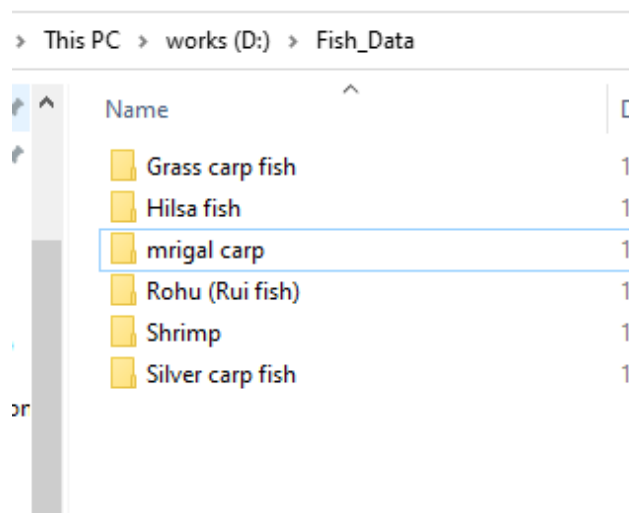 This PC > works (D:) > Fish_Data
Name
Grass carp fish
Hilsa fish
mrigal carp
Rohu (Rui fish)
Shrimp
Silver carp fish